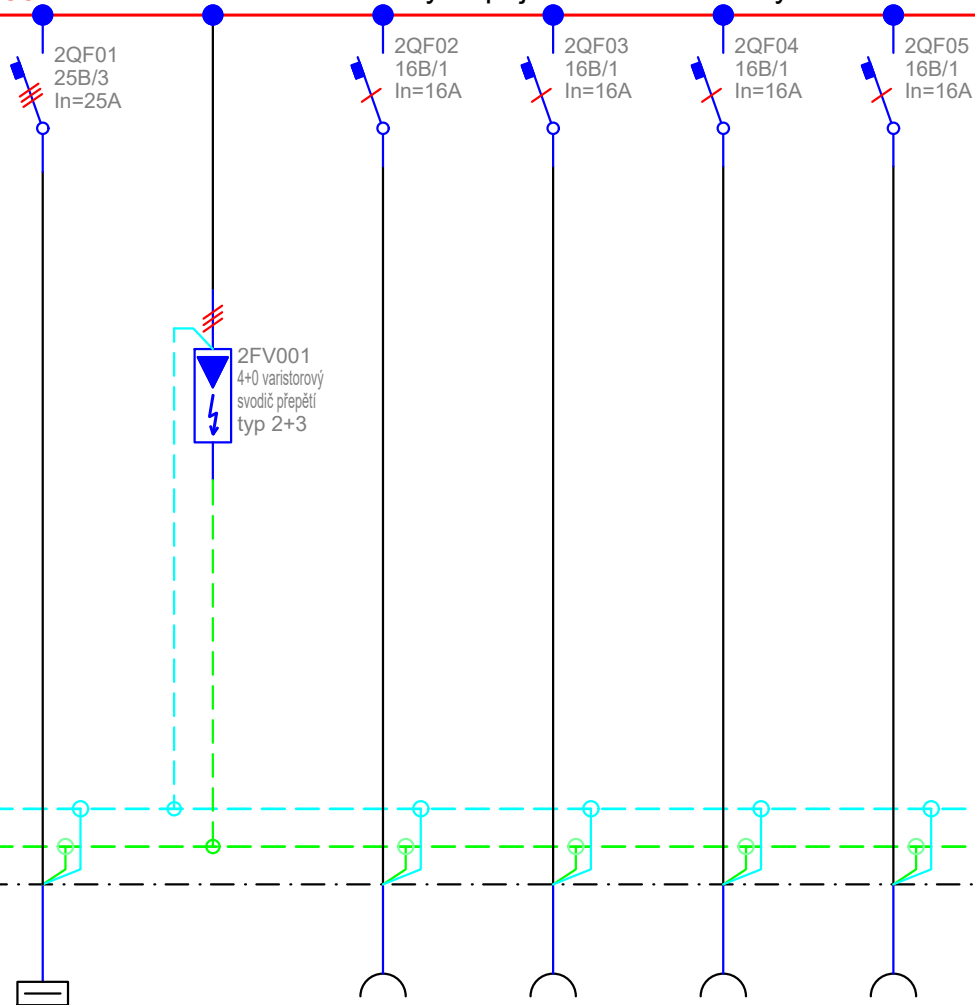 2QF01
25B/3
In=25A
2FV001
4+0 varistorový
svodič přepětí
typ 2+3
2QF02
16B/1
In=16A
2QF03
16B/1
In=16A
2QF04
16B/1
In=16A
2QF05
16B/1
In=16A